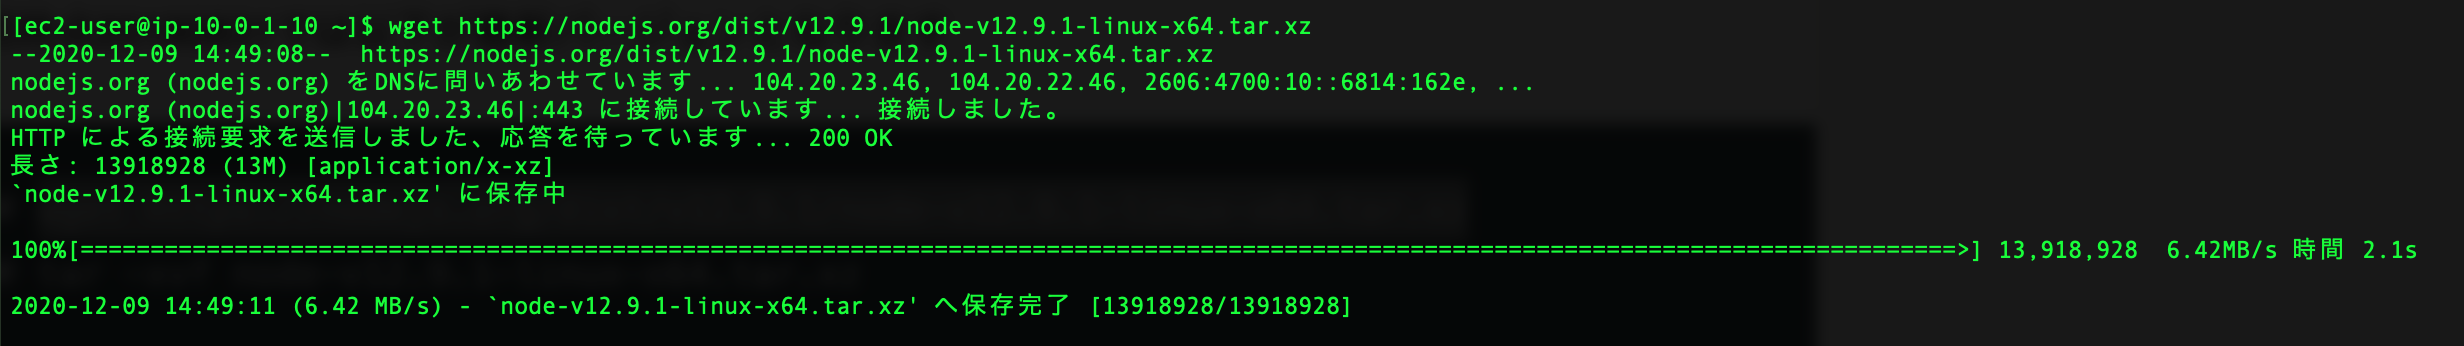 [[ec2-user@ip-10-0-1-10 ~]$ wget https://nodejs.org/dist/v12.9.1/node-v12.9.1-linux-x64.tar.xz
--2020-12-09 14:49:08--  https://nodejs.org/dist/v12.9.1/node-v12.9.1-linux-x64.tar.xz
nodejs.org (nodejs.org) をDNSに問いあわせています... 104.20.23.46, 104.20.22.46, 2606:4700:10::6814:162e, ...
nodejs.org (nodejs.org)|104.20.23.46|:443 に接続しています... 接続しました。
HTTP による接続要求を送信しました、応答を待っています... 200 OK
長さ: 13918928 (13M) [application/x-xz]
`node-v12.9.1-linux-x64.tar.xz' に保存中
100%[======================================================================================================================================>] 13,918,928  6.42MB/s 時間 2.1s
2020-12-09 14:49:11 (6.42 MB/s) - `node-v12.9.1-linux-x64.tar.xz' へ保存完了 [13918928/13918928]